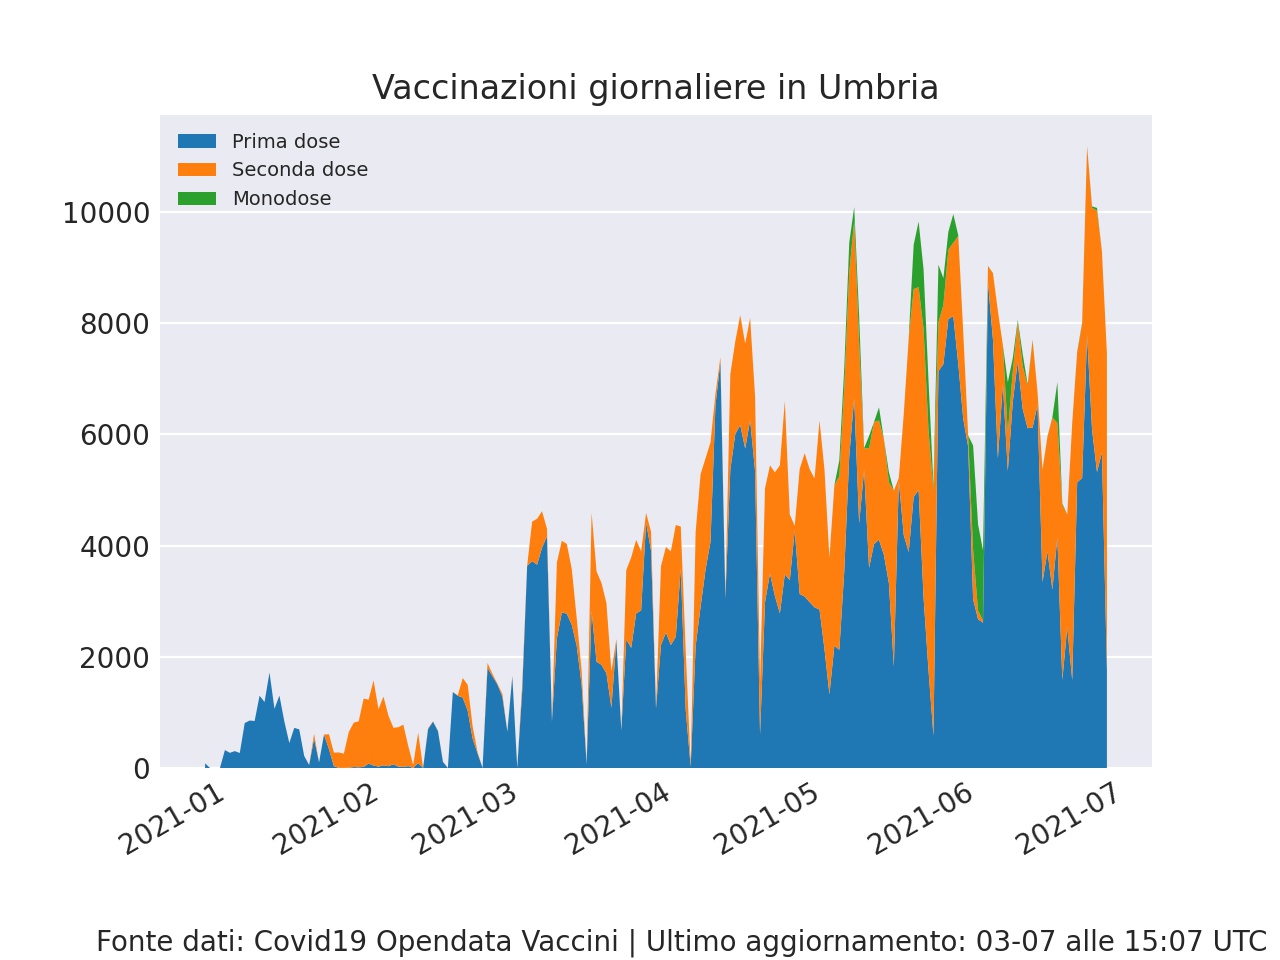 Vaccinazioni giornaliere in Umbria
Prima dose
Seconda dose
Monodose
10000
8000
6000
4000
2000
0
2021-01
2021-02
2021-03
2021-04
2021-05
2021-06
2021-07
Fonte dati: Covid19 Opendata Vaccini | Ultimo aggiornamento: 03-07 alle 15:07 UTC